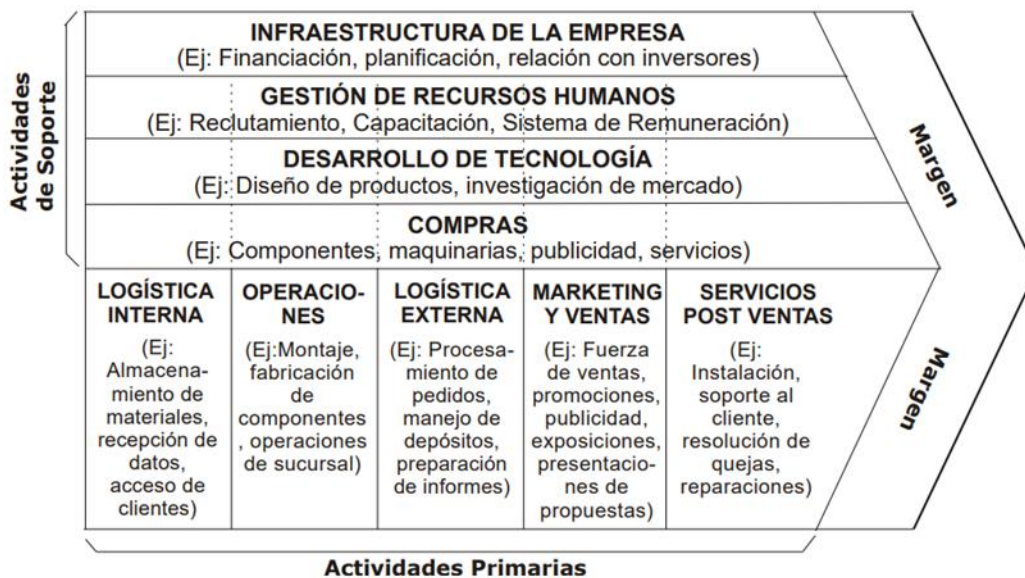 INFRAESTRUCTURA DE LA EMPRESA
(Ej: Financiación, planificación, relación con inversores)
GESTIÓN DE RECURSOS HUMANOS
(Ej: Reclutamiento, Capacitación, Sistema de Remuneración)
DESARROLLO DE TECNOLOGÍA
(Ej: Diseño de productos, investigación de mercado)
COMPRAS
(Ej: Componentes, maquinarias, publicidad, servicios)
Actividades
de Soporte
Margen
LOGÍSTICA
INTERNA
(Ej:
Almacena-
miento de
materiales,
recepción de
datos,
acceso de
clientes)
OPERACIO-
NES
(Ej:Montaje,
fabricación
de
componentes
, operaciones
de sucursal)
LOGÍSTICA
EXTERNA
(Ej: Procesa-
miento de
pedidos,
manejo de
depósitos,
preparación
de informes)
MARKETING
Y VENTAS
(Ej: Fuerza
de ventas,
promociones,
publicidad,
exposiciones,
presentacio-
nes de
propuestas)
SERVICIOS
POST VENTAS
(Ej:
Instalación,
soporte al
cliente,
resolución de
quejas,
reparaciones)
Margen
Actividades Primarias